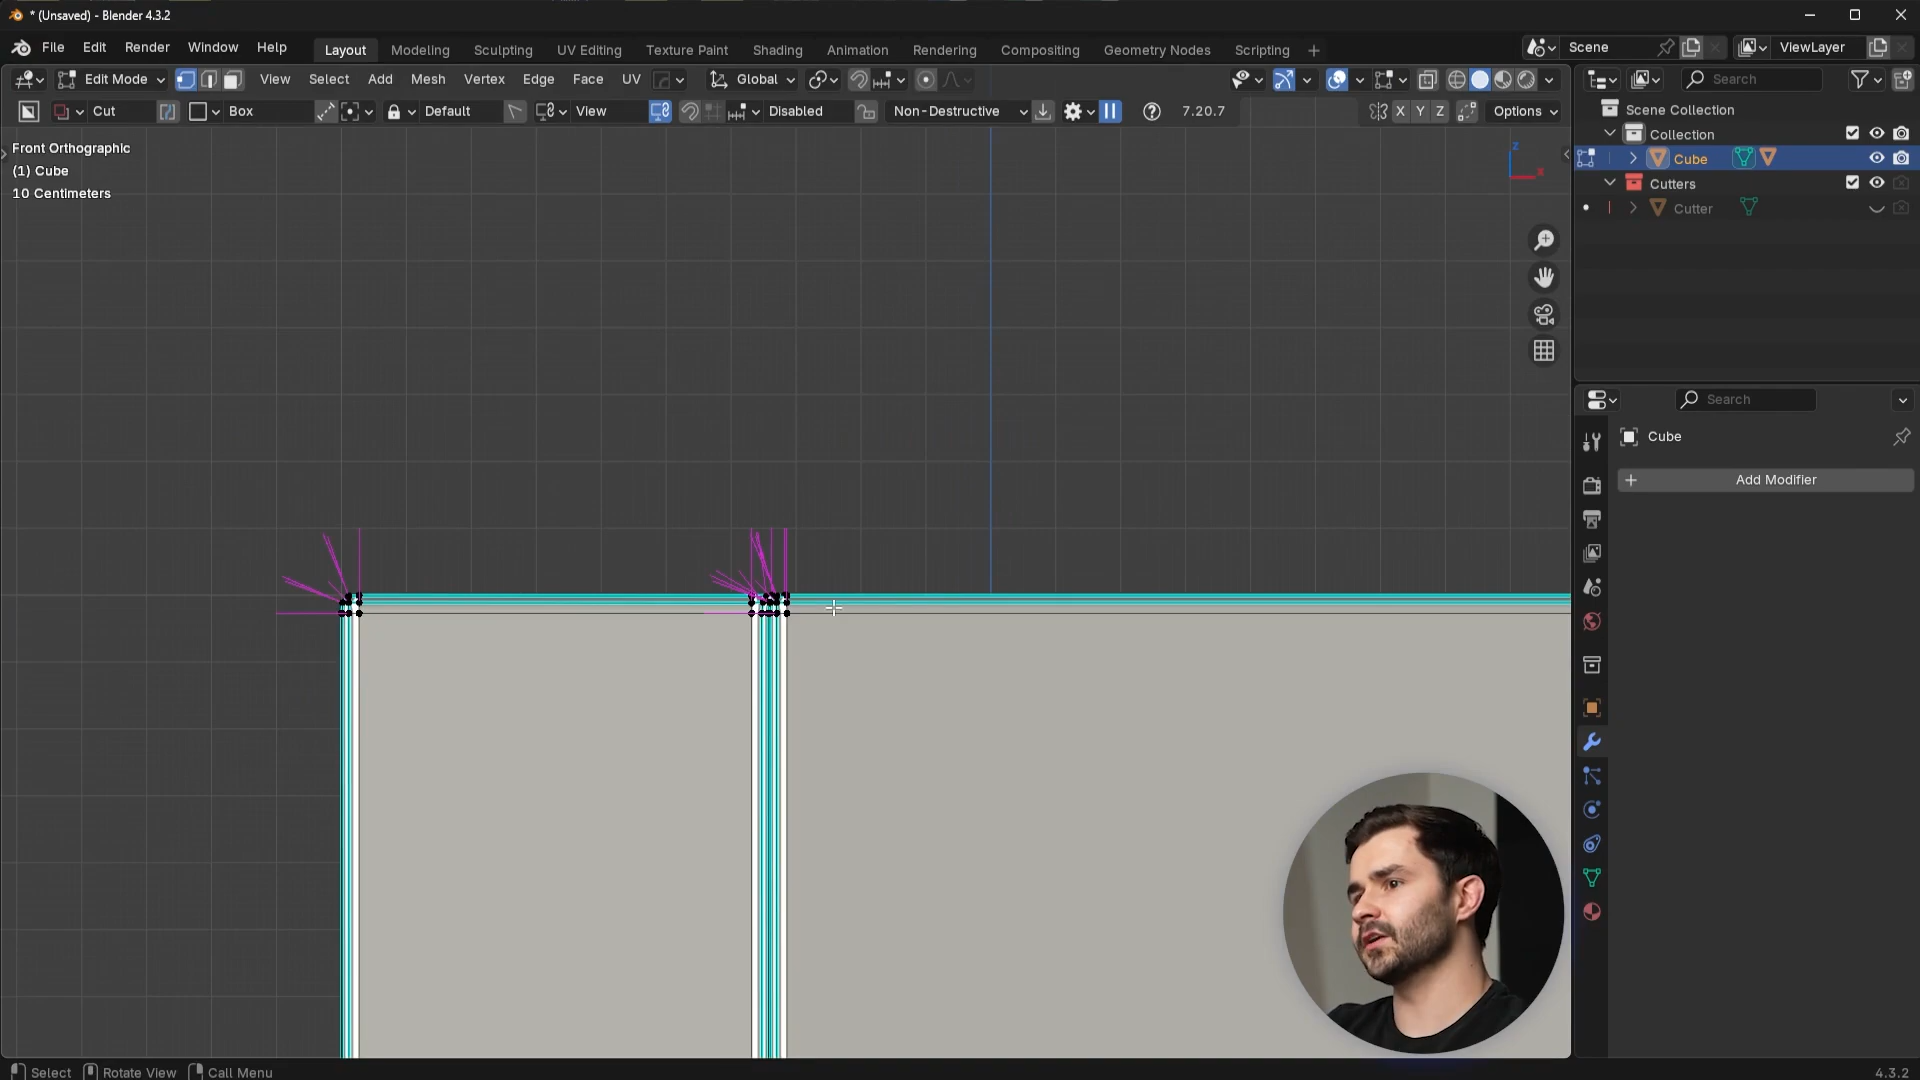 * (Unsaved) - Blender 4.3.2
File Edit Render Window Help Layout Modeling Sculpting UV Editing Texture Paint Shading Animation Rendering Compositing Geometry Nodes Scripting + Scene ViewLayer
Edit Mode View Select Add Mesh Vertex Edge Face UV Global Search
Cut Box Default View Disabled Non-Destructive 7.20.7 X Y Z Options
Scene Collection
Collection
Cube
Cutters
Cutter
Front Orthographic
(1) Cube
10 Centimeters
Z
X
Search
Cube
+ Add Modifier
Select Rotate View Call Menu 4.3.2